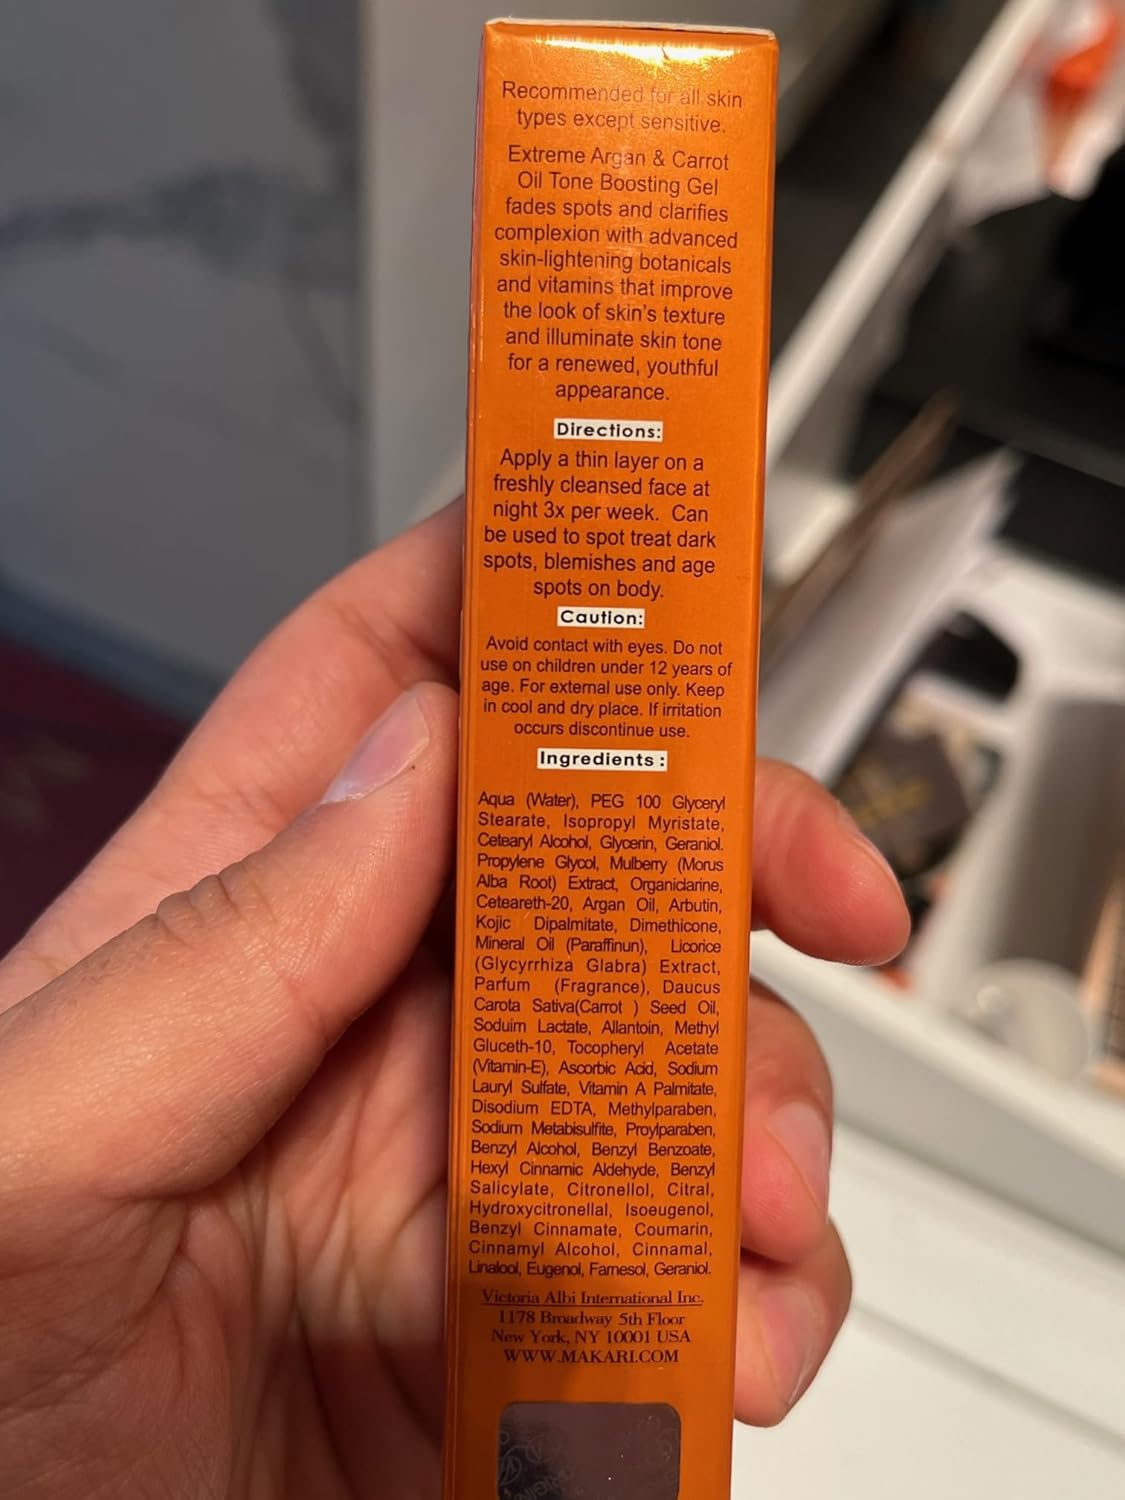 Recommended for all skin
types except sensitive.
Extreme Argan & Carrot
Oil Tone Boosting Gel
fades spots and clarifies
complexion with advanced
skin-lightening botanicals
and vitamins that improve
the look of skin's texture
and illuminate skin tone
for a renewed, youthful
appearance.
Directions:
Apply a thin layer on a
freshly cleansed face at
night 3x per week. Can
be used to spot treat dark
spots, blemishes and age
spots on body.
Caution:
Avoid contact with eyes. Do not
use on children under 12 years of
age. For external use only. Keep
in cool and dry place. If irritation
occurs discontinue use.
Ingredients :
Aqua (Water), PEG 100 Glyceryl
Stearate, Isopropyl Myristate,
Cetearyl Alcohol, Glycerin, Geraniol.
Propylene Glycol, Mulberry (Morus
Alba Root) Extract, Organiclarine,
Ceteareth-20, Argan Oil, Arbutin,
Kojic Dipalmitate, Dimethicone,
Mineral Oil (Paraffinun), Licorice
(Glycyrrhiza Glabra) Extract,
Parfum (Fragrance), Daucus
Carota Sativa(Carrot ) Seed Oil,
Soduim Lactate, Allantoin, Methyl
Gluceth-10, Tocopheryl Acetate
(Vitamin-E), Ascorbic Acid, Sodium
Lauryl Sulfate, Vitamin A Palmitate,
Disodium EDTA, Methylparaben,
Sodium Metabisulfite, Proylparaben,
Benzyl Alcohol, Benzyl Benzoate,
Hexyl Cinnamic Aldehyde, Benzyl
Salicylate, Citronellol, Citral,
Hydroxycitronellal, Isoeugenol,
Benzyl Cinnamate, Coumarin,
Cinnamyl Alcohol, Cinnamal,
Linalool, Eugenol, Farnesol, Geraniol.
Victoria Albi International Inc.
1178 Broadway 5th Floor
New York, NY 10001 USA
WWW.MAKARI.COM